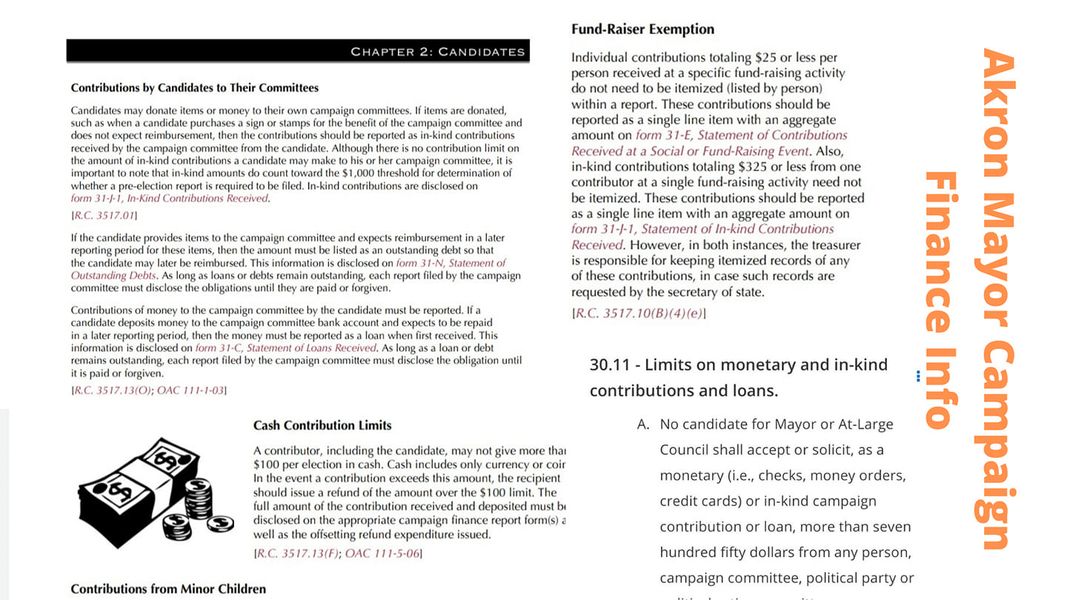 CHAPTER 2: CANDIDATES
Contributions by Candidates to Their Committees
Candidates may donate items or money to their own campaign committees. If items are donated,
such as when a candidate purchases a sign or stamps for the benefit of the campaign committee and
does not expect reimbursement, then the contributions should be reported as in-kind contributions
received by the campaign committee from the candidate. Although there is no contribution limit on
the amount of in-kind contributions a candidate may make to his or her campaign committee, it is
important to note that in-kind amounts do count toward the $1,000 threshold for determination of
whether a pre-election report is required to be filed. In-kind contributions are disclosed on
form 31-J-1, In-Kind Contributions Received.
[R.C. 3517.01]
If the candidate provides items to the campaign committee and expects reimbursement in a later
reporting period for these items, then the amount must be listed as an outstanding debt so that
the candidate may later be reimbursed. This information is disclosed on form 31-N, Statement of
Outstanding Debts. As long as loans or debts remain outstanding, each report filed by the campaign
committee must disclose the obligations until they are paid or forgiven.
Contributions of money to the campaign committee by the candidate must be reported. If a
candidate deposits money to the campaign committee bank account and expects to be repaid
in a later reporting period, then the money must be reported as a loan when first received. This
information is disclosed on form 31-C, Statement of Loans Received. As long as a loan or debt
remains outstanding, each report filed by the campaign committee must disclose the obligation until
it is paid or forgiven.
[R.C. 3517.13(O); OAC 111-1-03]
Cash Contribution Limits
A contributor, including the candidate, may not give more than
$100 per election in cash. Cash includes only currency or coin
In the event a contribution exceeds this amount, the recipient
should issue a refund of the amount over the $100 limit. The
full amount of the contribution received and deposited must be
disclosed on the appropriate campaign finance report form(s) a
well as the offsetting refund expenditure issued.
[R.C. 3517.13(F); OAC 111-5-06]
Contributions from Minor Children
Fund-Raiser Exemption
Individual contributions totaling $25 or less per
person received at a specific fund-raising activity
do not need to be itemized (listed by person)
within a report. These contributions should be
reported as a single line item with an aggregate
amount on form 31-E, Statement of Contributions
Received at a Social or Fund-Raising Event. Also,
in-kind contributions totaling $325 or less from one
contributor at a single fund-raising activity need not
be itemized. These contributions should be reported
as a single line item with an aggregate amount on
form 31-J-1, Statement of In-kind Contributions
Received. However, in both instances, the treasurer
is responsible for keeping itemized records of any
of these contributions, in case such records are
requested by the secretary of state.
[R.C. 3517.10(B)(4)(e)]
30.11 - Limits on monetary and in-kind
contributions and loans.
A. No candidate for Mayor or At-Large
Council shall accept or solicit, as a
monetary (i.e., checks, money orders,
credit cards) or in-kind campaign
contribution or loan, more than seven
hundred fifty dollars from any person,
campaign committee, political party or
Akron Mayor Campaign
Finance Info